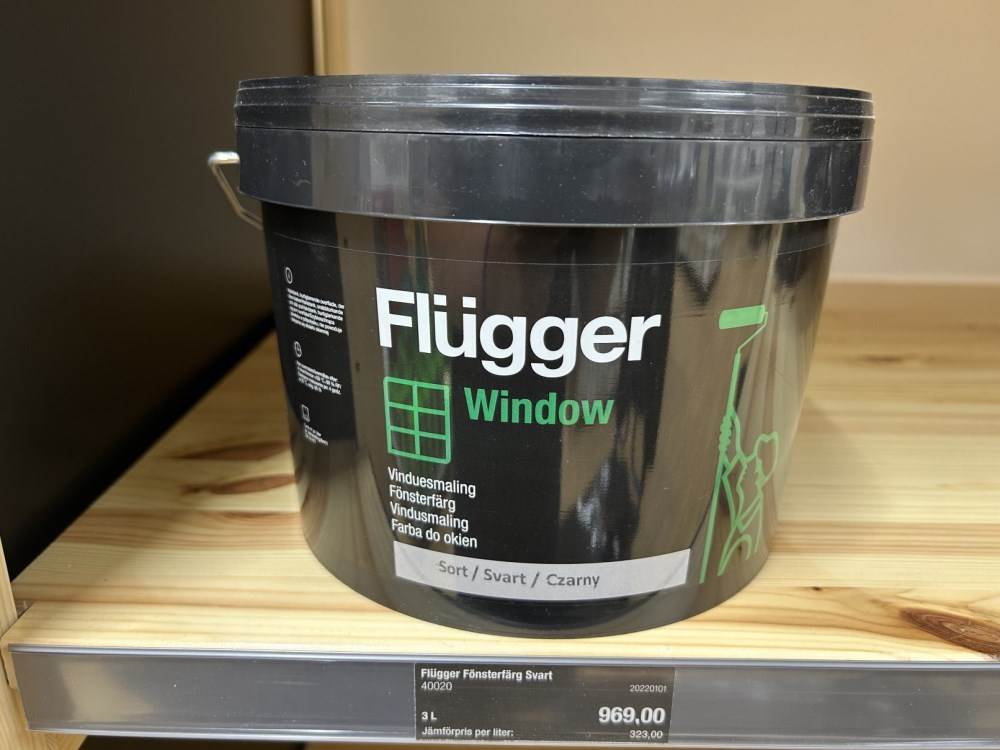 Flügger
Window
Vinduesmaling
Fönsterfärg
Vindusmaling
Farba do okien
Sort / Svart / Czarny
Flügger Fönsterfärg Svart
40020
20220101
3 L
969,00
Jämförpris per liter:
323,00